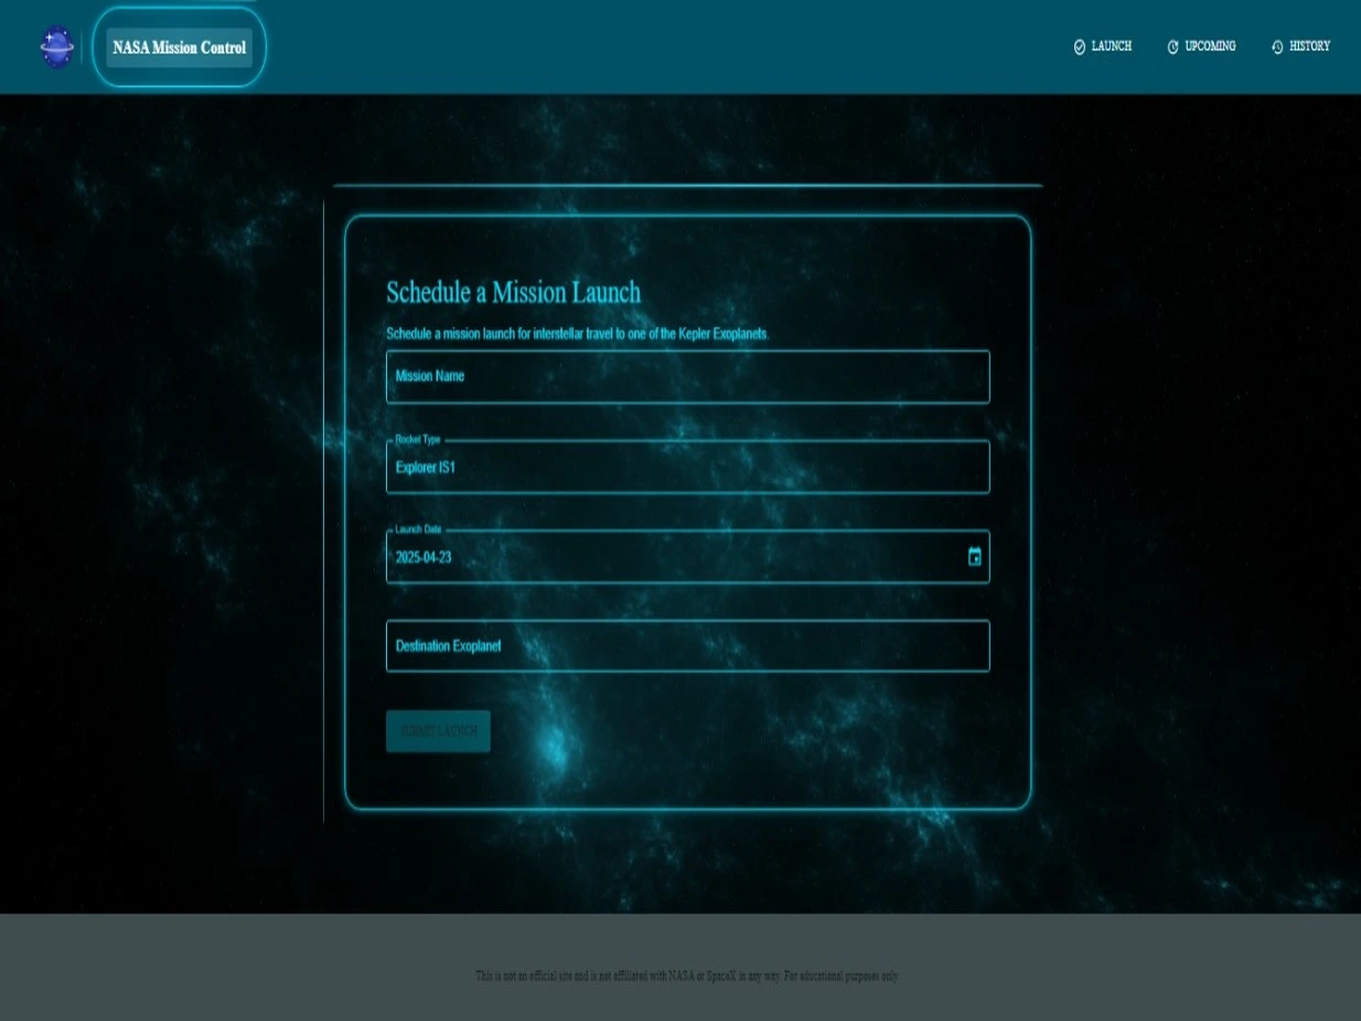 NASA Mission Control
LAUNCH UPCOMING HISTORY
Schedule a Mission Launch
Schedule a mission launch for interstellar travel to one of the Kepler Exoplanets.
Mission Name
Rocket Type
Explorer IS1
Launch Date
2025-04-23
Destination Exoplanet
SUBMIT LAUNCH
This is not an official site and is not affiliated with NASA or SpaceX in any way. For educational purposes only.